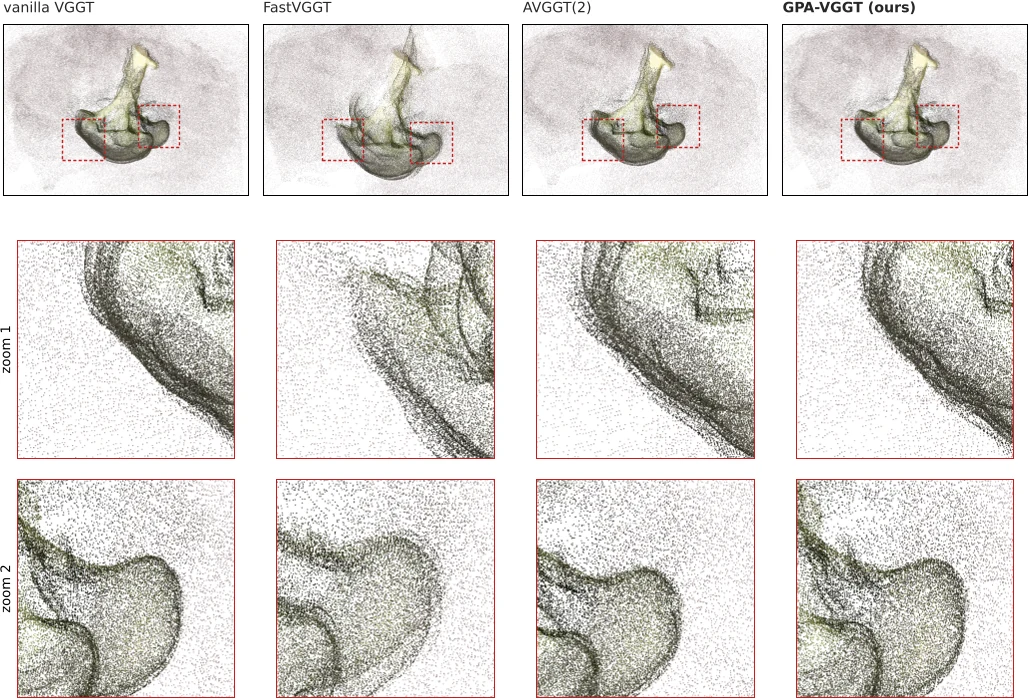 vanilla VGGT
FastVGGT
AVGGT(2)
GPA-VGGT (ours)
zoom 1
zoom 2